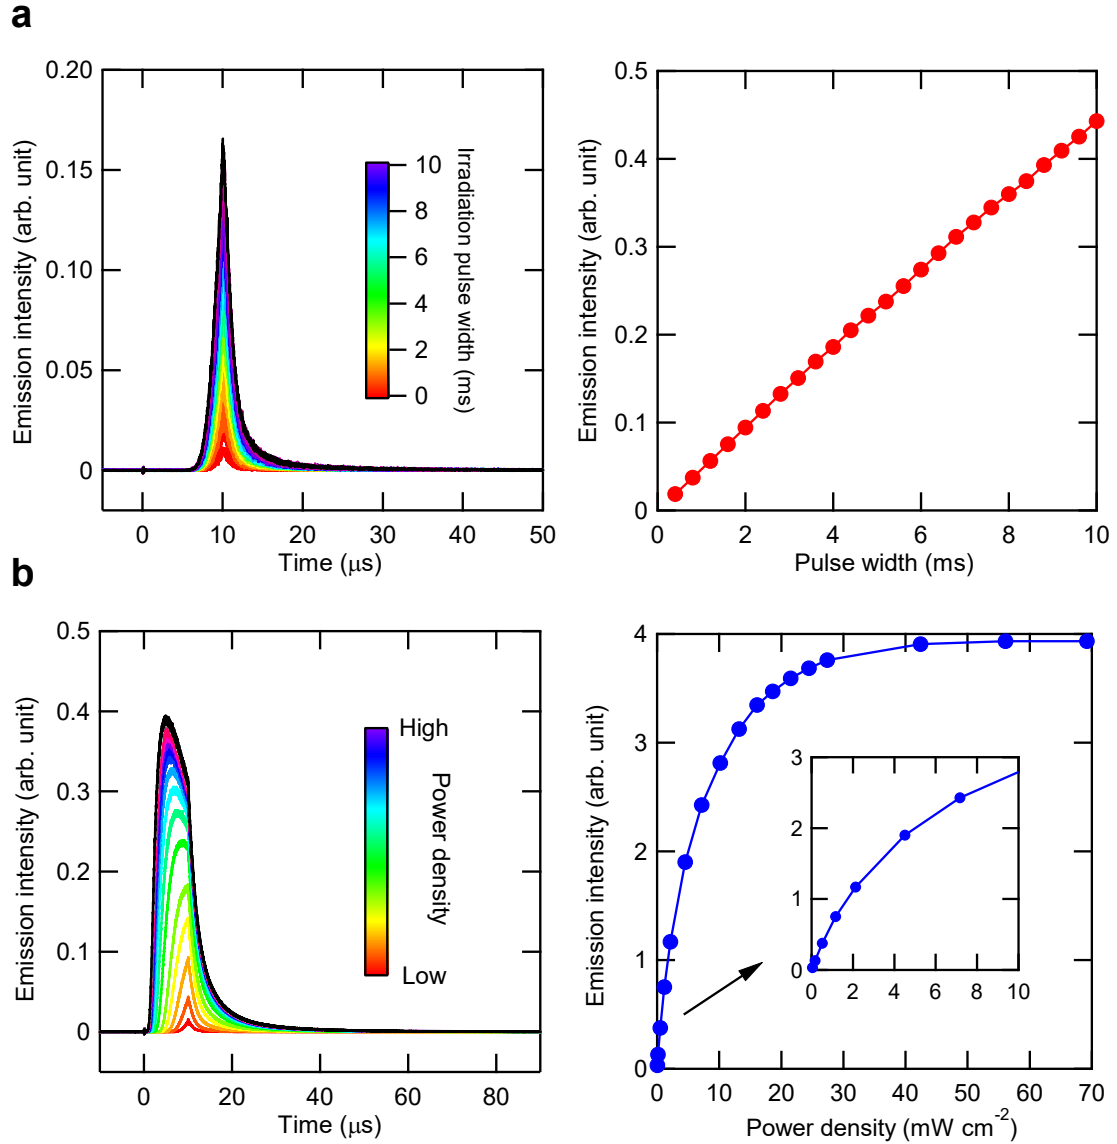 a
0.20
0.15
0.10
0.05
0
Emission intensity (arb. unit)
0 10 20 30 40 50
Time (μs)
10
8
6
4
2
0
Irradiation pulse width (ms)
0.5
0.4
0.3
0.2
0.1
0
Emission intensity (arb. unit)
0 2 4 6 8 10
Pulse width (ms)
b
0.5
0.4
0.3
0.2
0.1
0
Emission intensity (arb. unit)
0 20 40 60 80
Time (μs)
High
Low
Power density
4
3
2
1
0
Emission intensity (arb. unit)
0 10 20 30 40 50 60 70
Power density (mW cm⁻²)
3
2
1
0
0 2 4 6 8 10